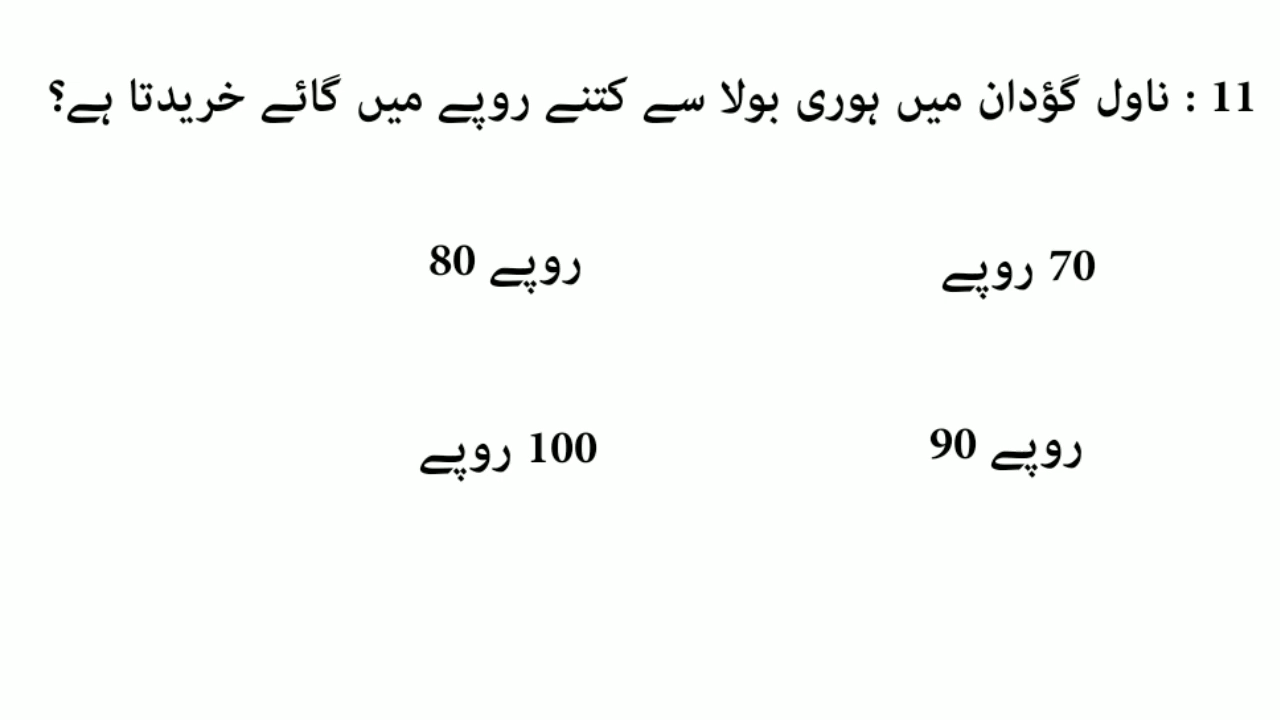 11 : ناول گؤدان میں ہوری بولا سے کتنے روپے میں گائے خریدتا ہے؟
70 روپے
روپے 80
روپے 90
100 روپے